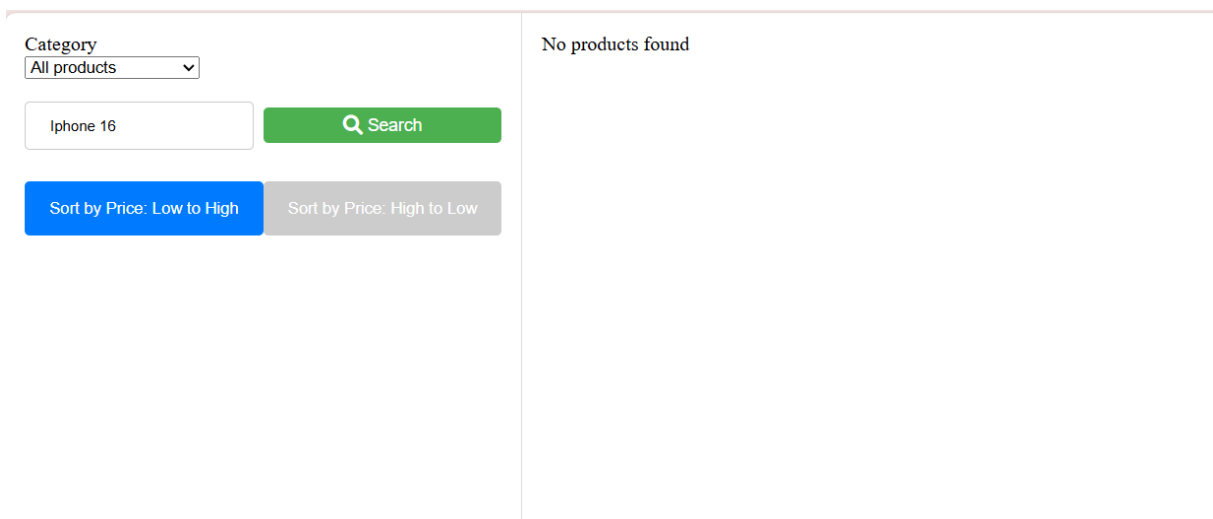 Category
All products
Iphone 16
Search
Sort by Price: Low to High
Sort by Price: High to Low
No products found